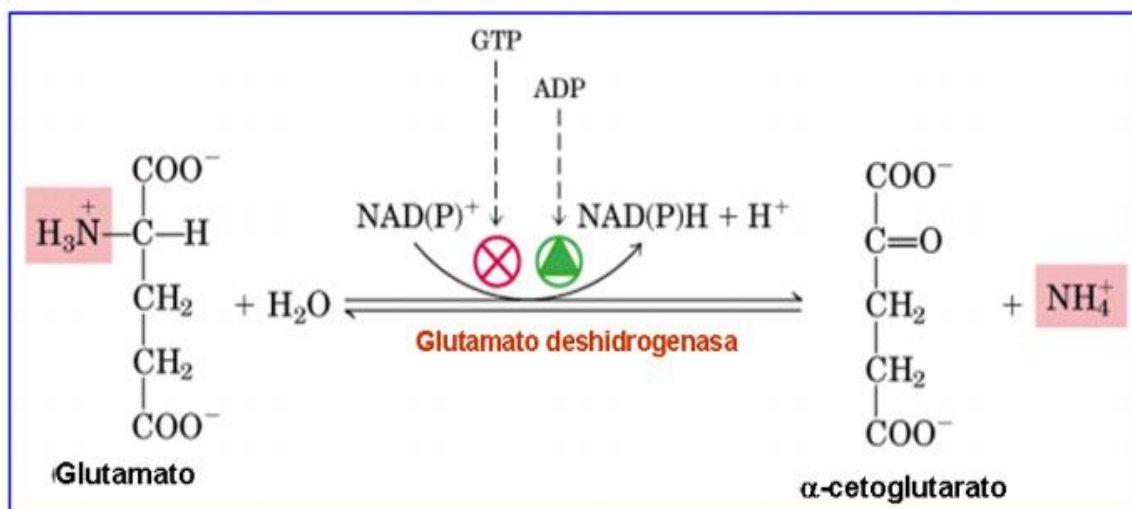 GTP
ADP
COO⁻
H₃N⁺—C—H
CH₂
CH₂
COO⁻
Glutamato
+ H₂O
NAD(P)⁺
NAD(P)H + H⁺
Glutamato deshidrogenasa
COO⁻
C=O
CH₂
CH₂
COO⁻
α-cetoglutarato
+ NH₄⁺